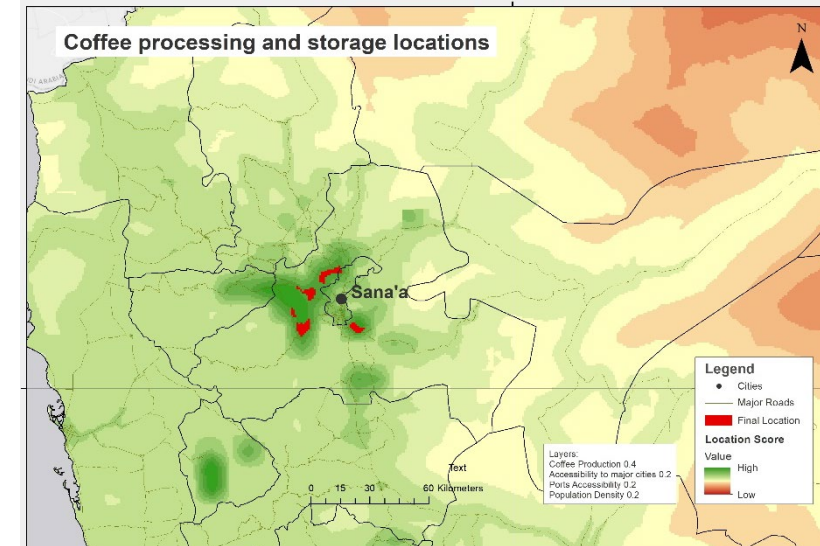 Coffee processing and storage locations
N
DI ARABIA
Sana'a
Legend
Cities
Major Roads
Final Location
Location Score
Value
High
Low
Layers:
Coffee Production 0.4
Accessibility to major cities 0.2
Ports Accessibility 0.2
Population Density 0.2
Text
0 15 30 60 Kilometers